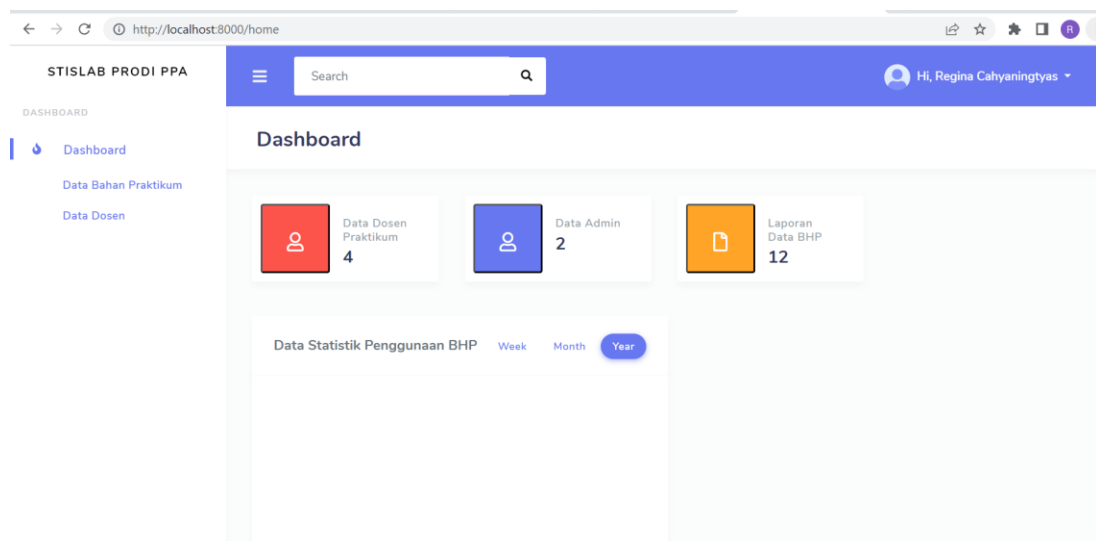 http://localhost:8000/home
R
STISLAB PRODI PPA
Search
Hi, Regina Cahyaningtyas
DASHBOARD
Dashboard
Data Bahan Praktikum
Data Dosen
Dashboard
Data Dosen
Praktikum
4
Data Admin
2
Laporan
Data BHP
12
Data Statistik Penggunaan BHP Week Month Year